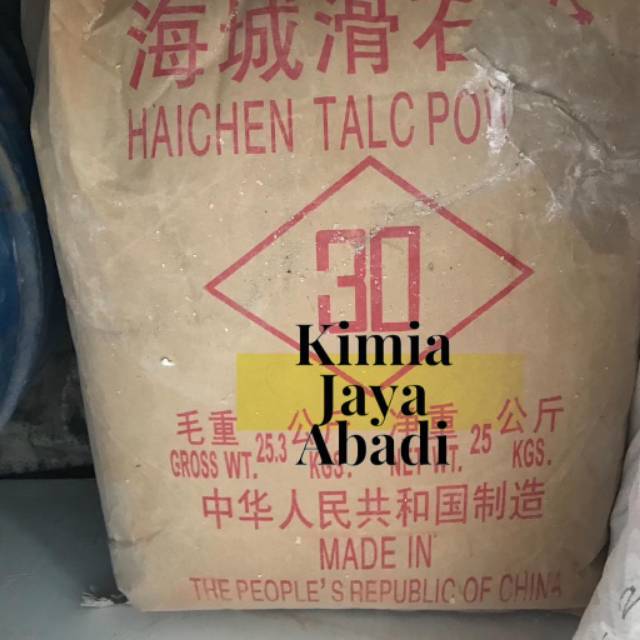 海城滑石
HAICHEN TALC
30
Kimia
Jaya
Abadi
毛重 25.3 公斤 净重 25 公斤
GROSS WT. KGS. NET WT. KGS.
中华人民共和国制造
MADE IN
THE PEOPLE'S REPUBLIC OF CHINA